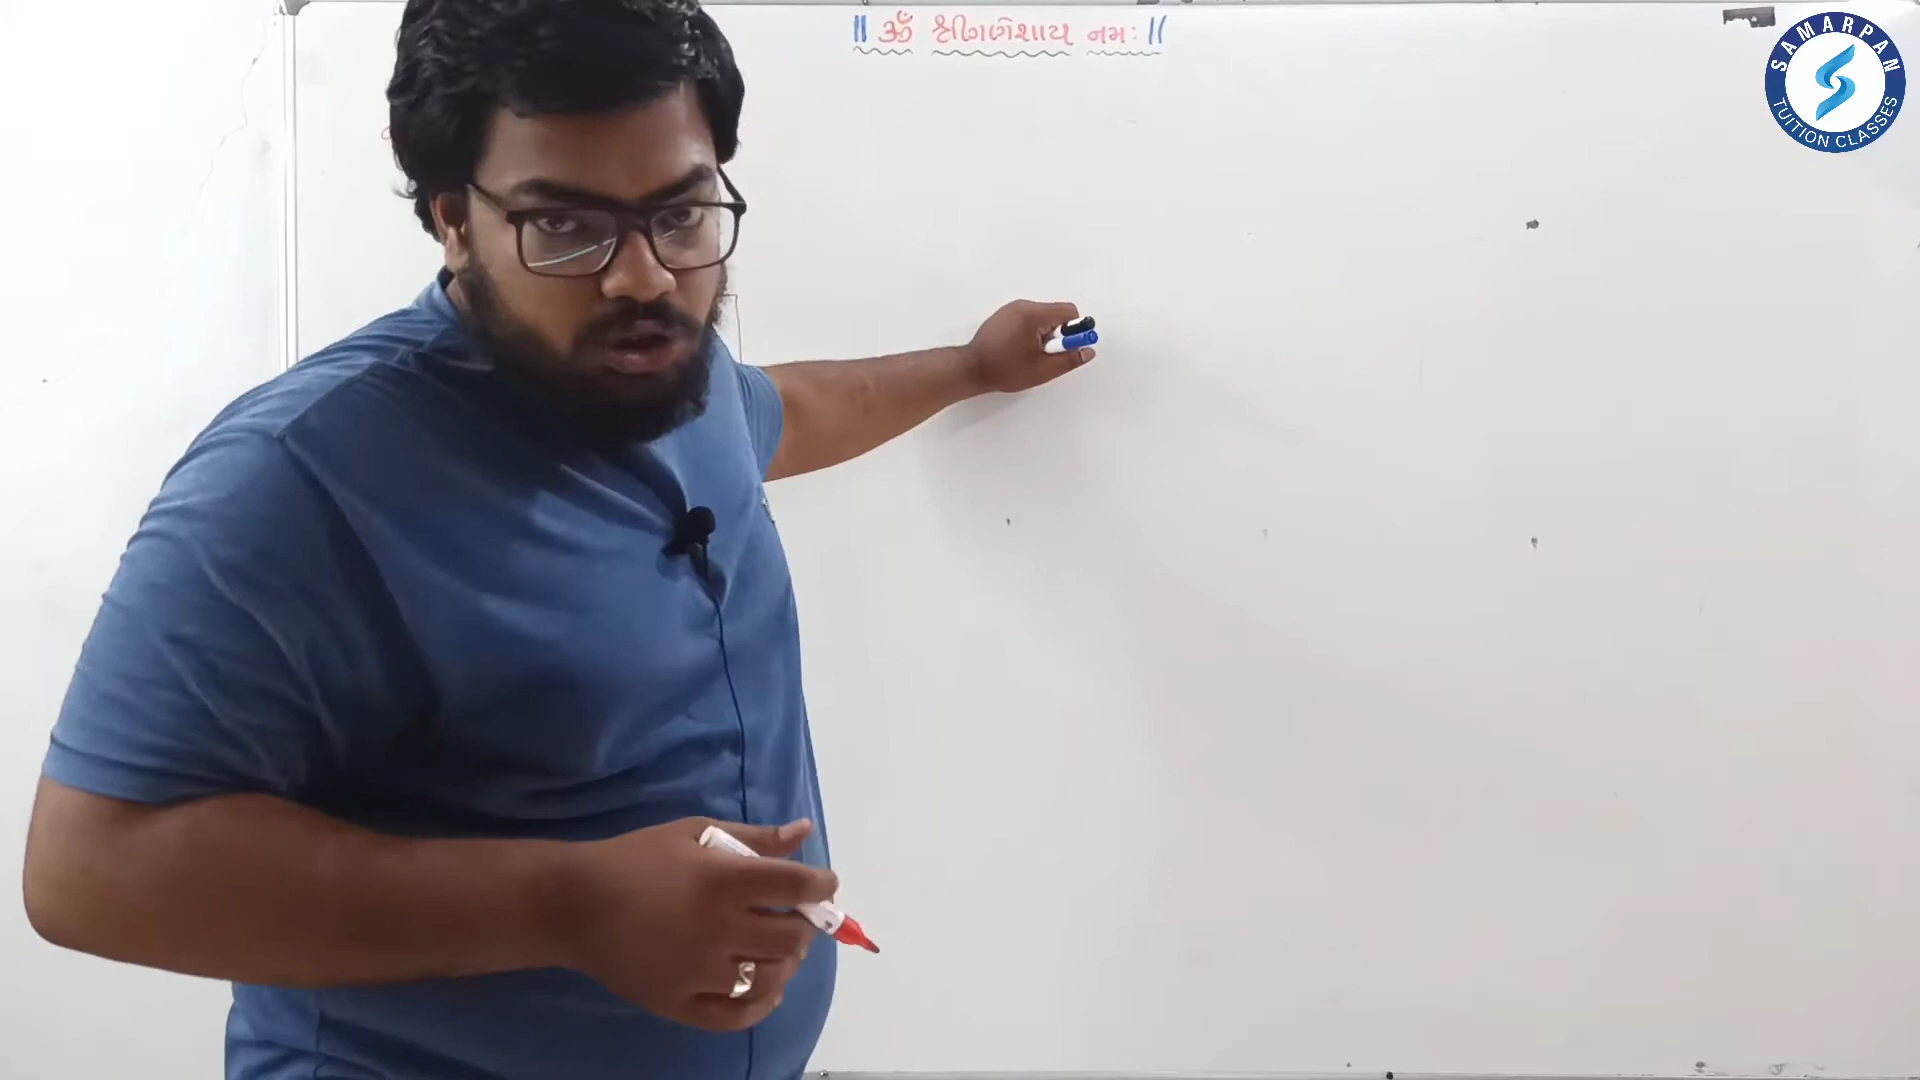 ॥ ૐ શ્રીગણેશાય નમઃ ॥
SAMARPAN
TUITION CLASSES